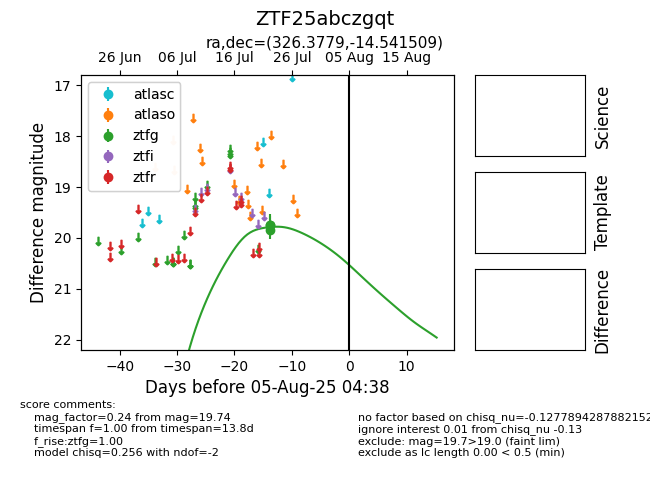 ZTF25abczgqt
ra,dec=(326.3779,-14.541509)
26 Jun 06 Jul 16 Jul 26 Jul 05 Aug 15 Aug
17
18
19
20
21
22
Difference magnitude
atlasc
atlaso
ztfg
ztfi
ztfr
−40 −30 −20 −10 0 10
Days before 05-Aug-25 04:38
Science
Template
Difference
score comments:
mag_factor=0.24 from mag=19.74
timespan f=1.00 from timespan=13.8d
f_rise:ztfg=1.00
model chisq=0.256 with ndof=-2
no factor based on chisq_nu=-0.1277894287882152
ignore interest 0.01 from chisq_nu -0.13
exclude: mag=19.7>19.0 (faint lim)
exclude as lc length 0.00 < 0.5 (min)